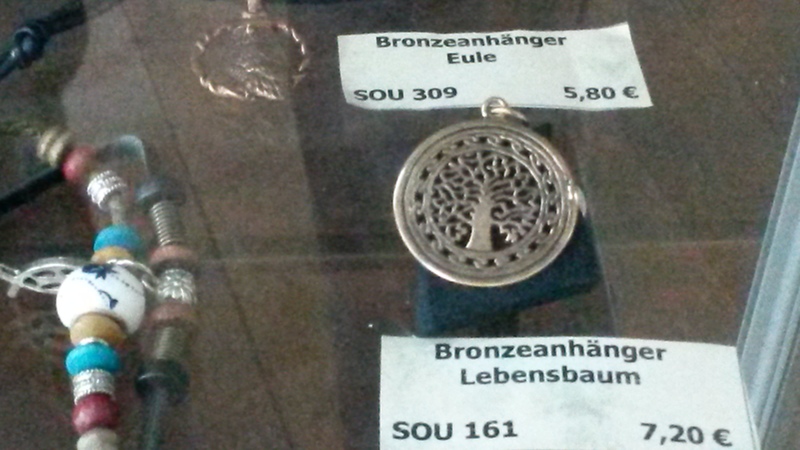 Bronzeanhänger
Eule
SOU 309 5,80 €
Bronzeanhänger
Lebensbaum
SOU 161 7,20 €